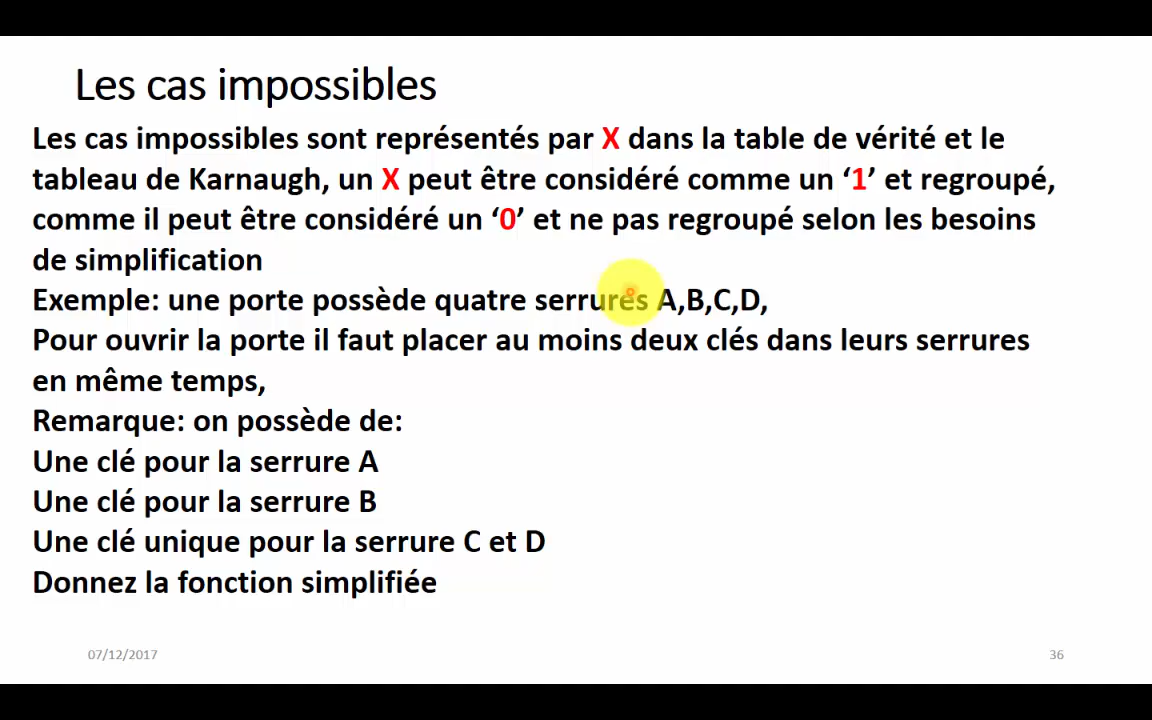 Les cas impossibles
Les cas impossibles sont représentés par X dans la table de vérité et le
tableau de Karnaugh, un X peut être considéré comme un ‘1’ et regroupé,
comme il peut être considéré un ‘0’ et ne pas regroupé selon les besoins
de simplification
Exemple: une porte possède quatre serrures A,B,C,D,
Pour ouvrir la porte il faut placer au moins deux clés dans leurs serrures
en même temps,
Remarque: on possède de:
Une clé pour la serrure A
Une clé pour la serrure B
Une clé unique pour la serrure C et D
Donnez la fonction simplifiée
07/12/2017
36